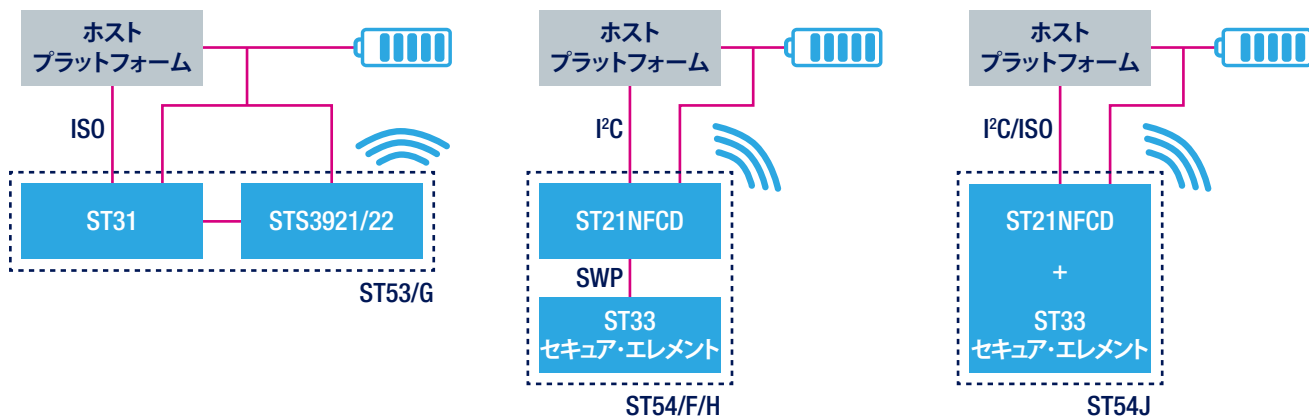 ホスト
プラットフォーム
ISO
ST31
STS3921/22
ST53/G
ホスト
プラットフォーム
I²C
ST21NFCD
SWP
ST33
セキュア・エレメント
ST54/F/H
ホスト
プラットフォーム
I²C/ISO
ST21NFCD
+
ST33
セキュア・エレメント
ST54J